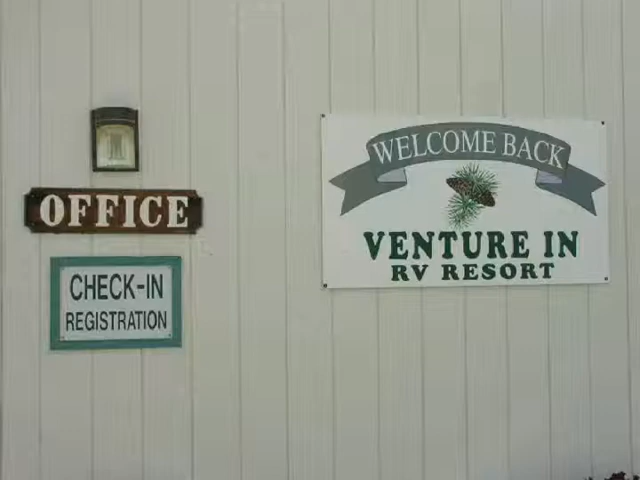 OFFICE
CHECK-IN
REGISTRATION
WELCOME BACK
VENTURE IN
RV RESORT